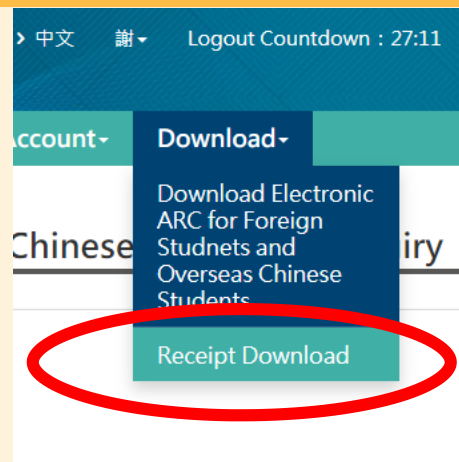 中文 謝 Logout Countdown：27:11
Account Download
Download Electronic
ARC for Foreign
Chinese Studnets and iry
Overseas Chinese
Students
Receipt Download